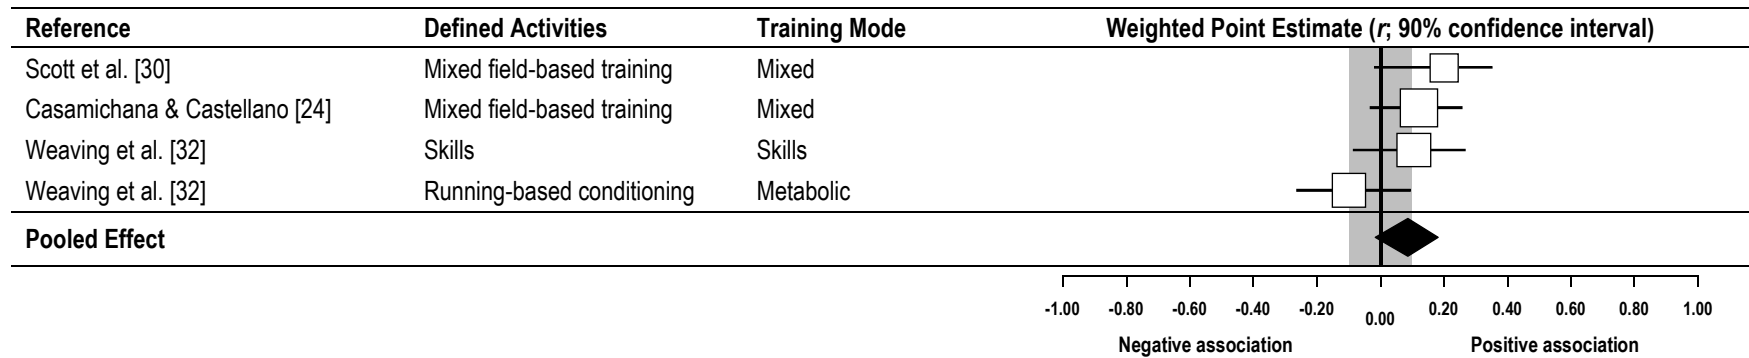 Reference Defined Activities Training Mode Weighted Point Estimate (r; 90% confidence interval)
Scott et al. [30] Mixed field-based training Mixed
Casamichana & Castellano [24] Mixed field-based training Mixed
Weaving et al. [32] Skills Skills
Weaving et al. [32] Running-based conditioning Metabolic
Pooled Effect
-1.00 -0.80 -0.60 -0.40 -0.20 0.00 0.20 0.40 0.60 0.80 1.00
Negative association Positive association